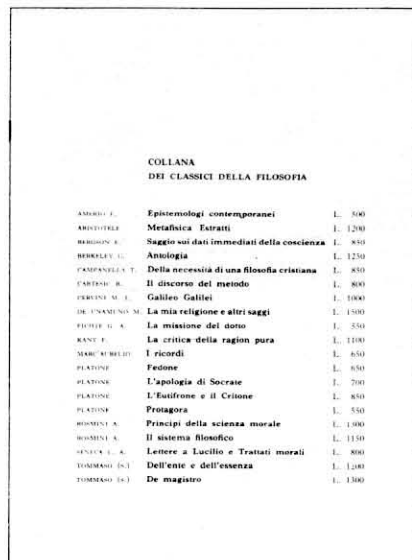 COLLANA
DEI CLASSICI DELLA FILOSOFIA
AMERIO F. Epistemologi contemporanei L. 500
ARISTOTELE Metafisica Estratti L. 1200
BERGSON E. Saggio sui dati immediati della coscienza L. 850
BERKELEY G. Antologia L. 1250
CAMPANELLA T. Della necessità di una filosofia cristiana L. 850
CARTESIO R. Il discorso del metodo L. 800
Galileo Galilei L. 1000
DE UNAMUNO M. La mia religione e altri saggi L. 1500
FICHTE G. A. La missione del dotto L. 350
KANT E. La critica della ragion pura L. 1100
MARC'AURELIO I ricordi L. 650
PLATONE Fedone L. 650
PLATONE L'apologia di Socrate L. 700
PLATONE L'Eutifrone e il Critone L. 850
PLATONE Protagora L. 550
ROSMINI A. Principi della scienza morale L. 1300
ROSMINI A. Il sistema filosofico L. 1150
SENECA L. A. Lettere a Lucilio e Trattati morali L. 800
TOMMASO (s.) Dell'ente e dell'essenza L. 1200
TOMMASO (s.) De magistro L. 1300